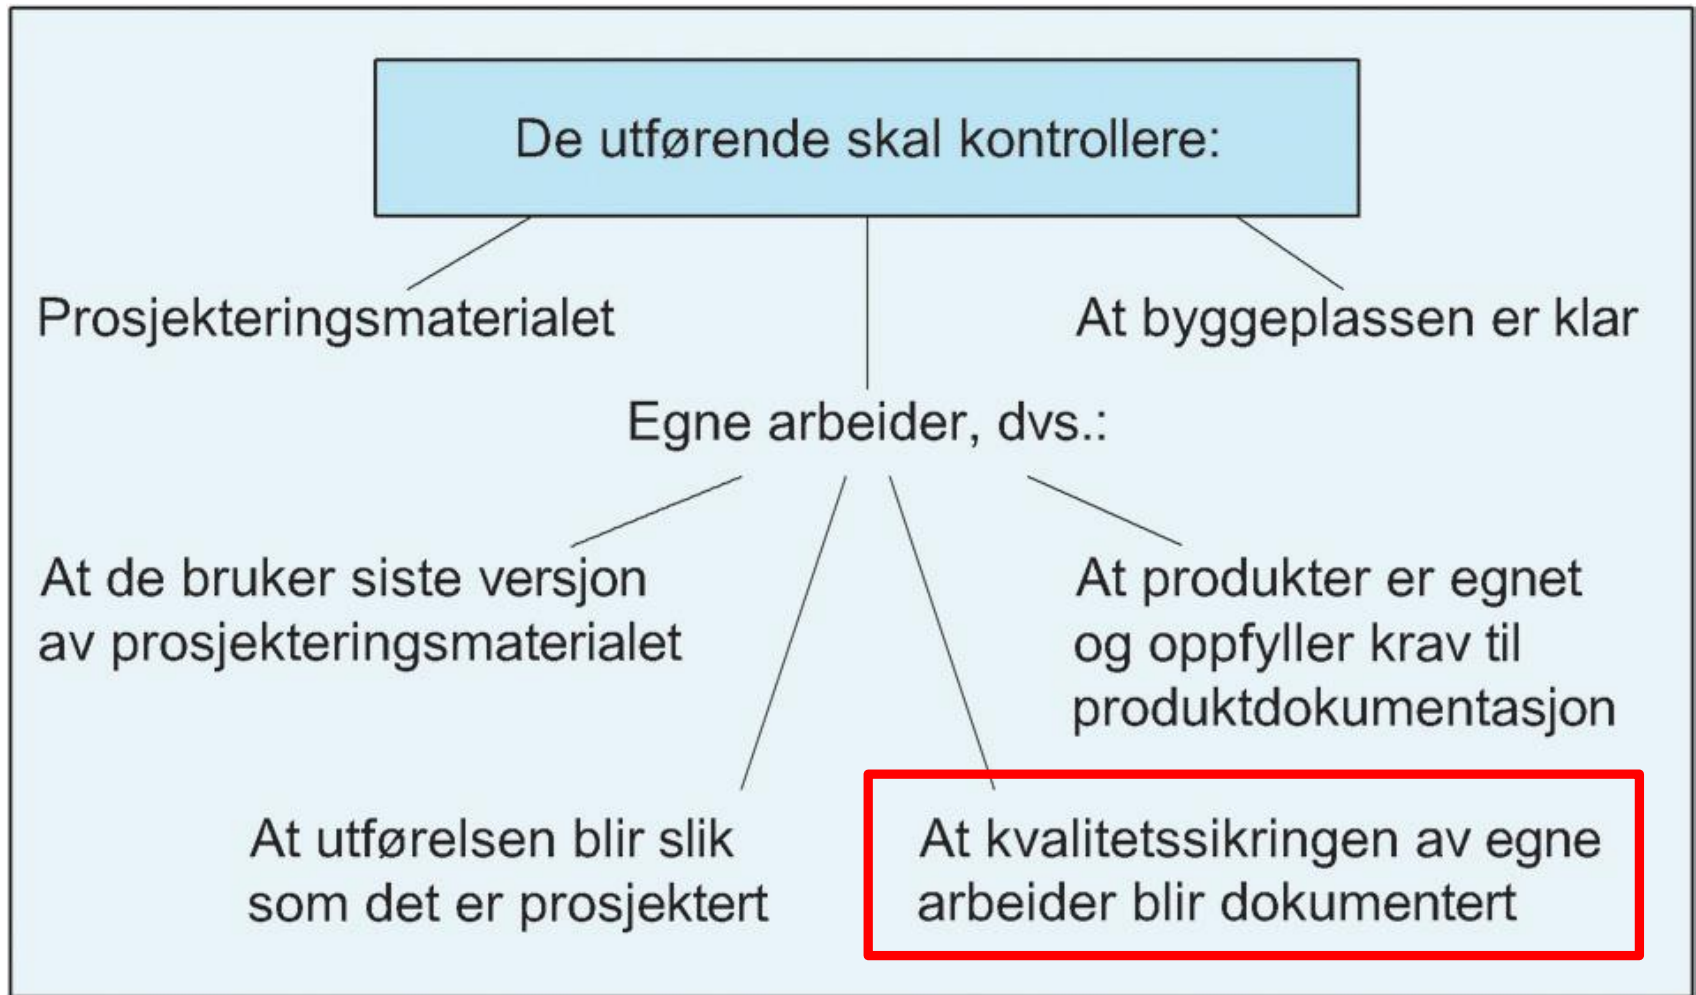 De utførende skal kontrollere:
Prosjekteringsmaterialet
At byggeplassen er klar
Egne arbeider, dvs.:
At de bruker siste versjon
av prosjekteringsmaterialet
At produkter er egnet
og oppfyller krav til
produktdokumentasjon
At utførelsen blir slik
som det er prosjektert
At kvalitetssikringen av egne
arbeider blir dokumentert